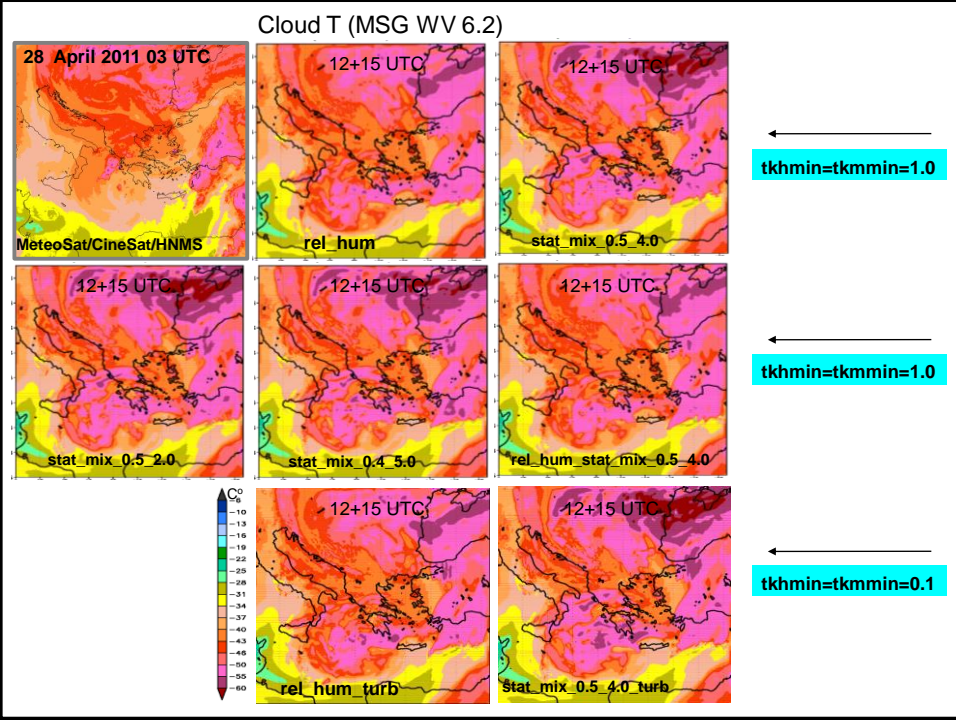 Cloud T (MSG WV 6.2)
28 April 2011 03 UTC
MeteoSat/CineSat/HNMS
12+15 UTC
rel_hum
12+15 UTC
stat_mix_0.5_4.0
tkhmin=tkmmin=1.0
12+15 UTC
stat_mix_0.5_2.0
12+15 UTC
stat_mix_0.4_5.0
12+15 UTC
rel_hum_stat_mix_0.5_4.0
tkhmin=tkmmin=1.0
C⁰
-6
-10
-13
-16
-19
-22
-25
-28
-31
-34
-37
-40
-43
-46
-50
-55
-60
12+15 UTC
rel_hum_turb
12+15 UTC
stat_mix_0.5_4.0_turb
tkhmin=tkmmin=0.1